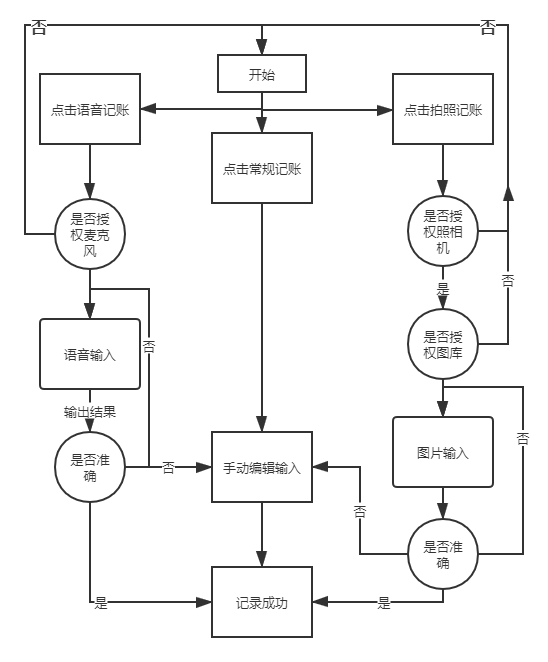 否
否
开始
点击语音记账
点击拍照记账
点击常规记账
是否授
权麦克
风
是否授
权照相
机
是
否
是否授
权图库
语音输入
否
输出结果
图片输入
否
是否准
确
否
手动编辑输入
否
是否准
确
是
记录成功
是